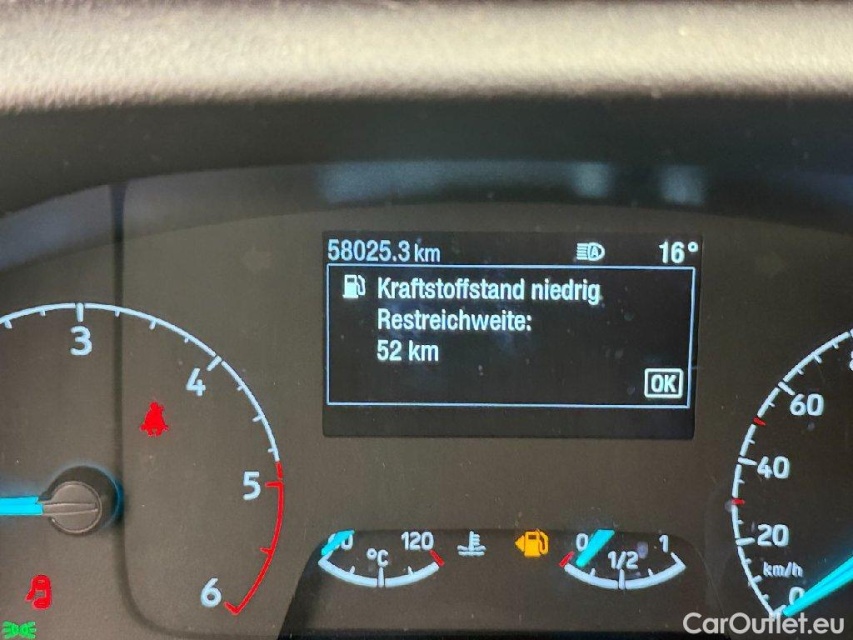 58025.3 km 16°
Kraftstoffstand niedrig
Restreichweite:
52 km
OK
3
4
5
6
120
°C
0
1/2
1
60
40
20
km/h
0
CarOutlet.eu